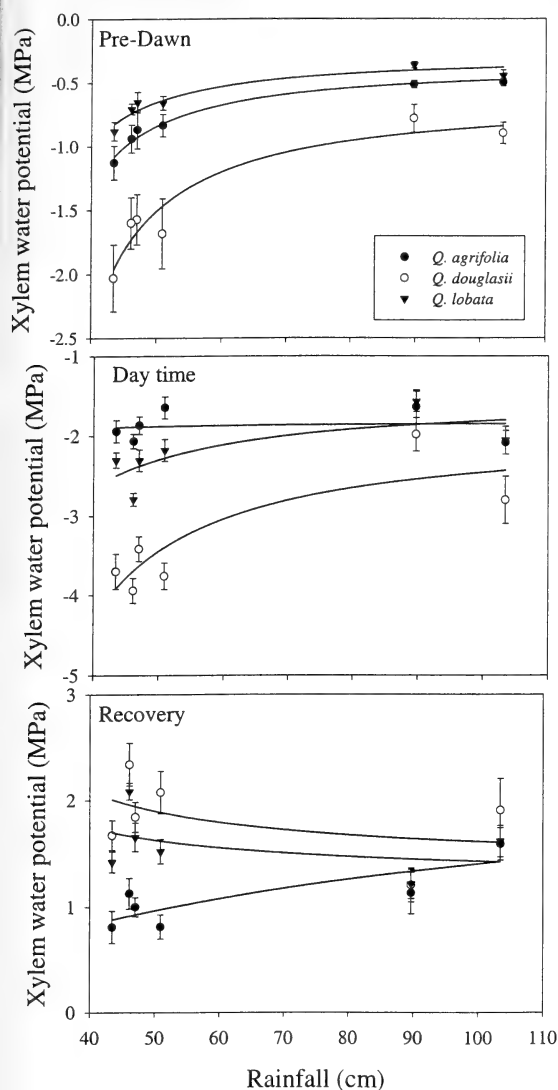 Xylem water potential (MPa)
0.0
-0.5
-1.0
-1.5
-2.0
-2.5
Pre-Dawn
Q. agrifolia
Q. douglasii
Q. lobata
Xylem water potential (MPa)
-1
-2
-3
-4
-5
Day time
Xylem water potential (MPa)
3
2
1
0
Recovery
40 50 60 70 80 90 100 110
Rainfall (cm)